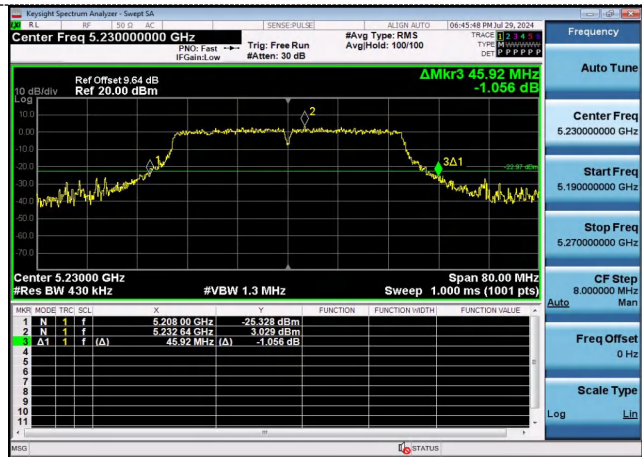 Keysight Spectrum Analyzer - Swept SA
RL RF 50 Ω AC SENSE:PULSE ALIGN AUTO 06:45:48 PM Jul 29, 2024
Center Freq 5.230000000 GHz
PNO: Fast
IFGain:Low
Trig: Free Run
#Atten: 30 dB
#Avg Type: RMS
Avg|Hold: 100/100
TRACE 1 2 3 4 5 6
TYPE M W W W W W
DET P P P P P P
Frequency
Auto Tune
Center Freq
5.230000000 GHz
Start Freq
5.190000000 GHz
Stop Freq
5.270000000 GHz
CF Step
8.000000 MHz
Auto Man
Freq Offset
0 Hz
Scale Type
Log Lin
ΔMkr3 45.92 MHz
-1.056 dB
Ref Offset 9.64 dB
Ref 20.00 dBm
10 dB/div
Log
10.0
0.00
-10.0
-20.0
-30.0
-40.0
-50.0
-60.0
-70.0
1
2
3Δ1
-22.97 dBm
Center 5.23000 GHz Span 80.00 MHz
#Res BW 430 kHz #VBW 1.3 MHz Sweep 1.000 ms (1001 pts)
MKR MODE TRC SCL X Y FUNCTION FUNCTION WIDTH FUNCTION VALUE
1 N 1 f 5.208 00 GHz -25.328 dBm
2 N 1 f 5.232 64 GHz 3.029 dBm
3 Δ1 1 f (Δ) 45.92 MHz (Δ) -1.056 dB
4
5
6
7
8
9
10
11
MSG STATUS